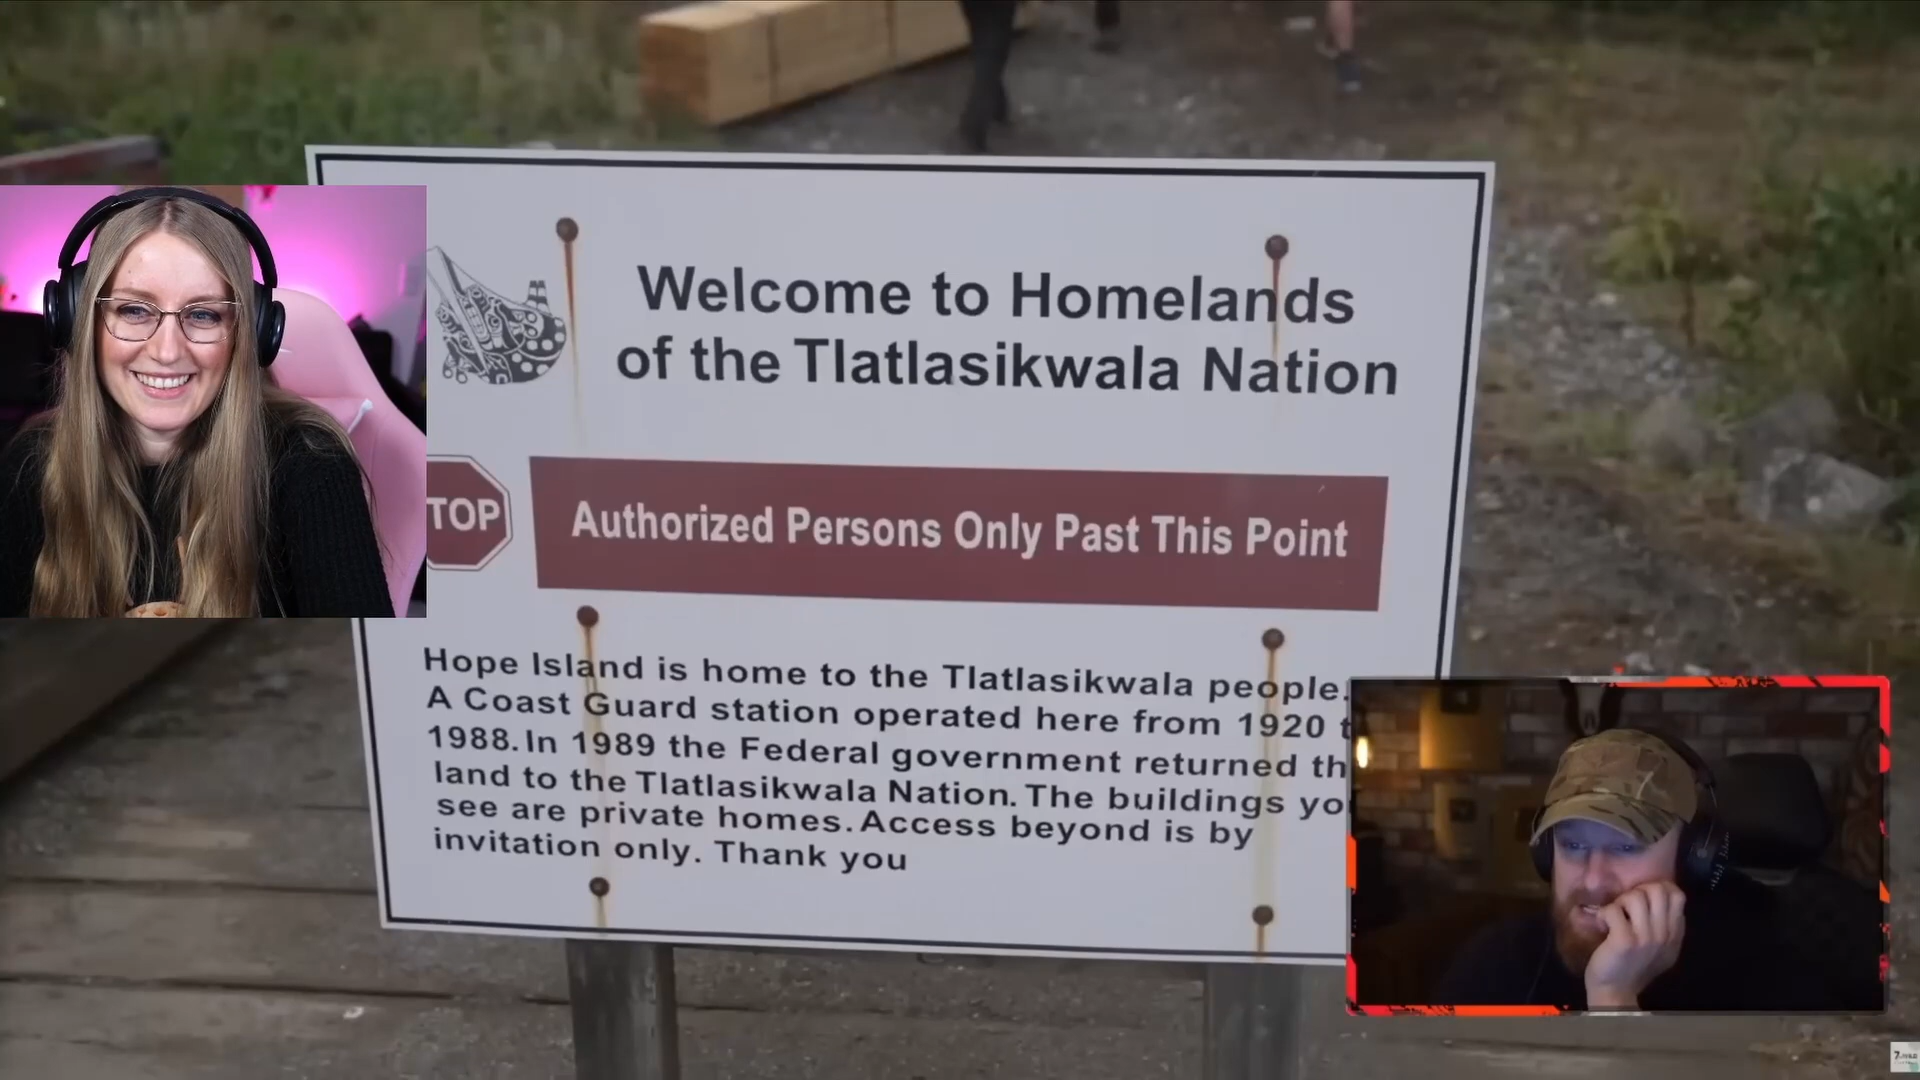 Welcome to Homelands
of the Tlatlasikwala Nation
TOP
Authorized Persons Only Past This Point
Hope Island is home to the Tlatlasikwala people.
A Coast Guard station operated here from 1920 t
1988. In 1989 the Federal government returned th
land to the Tlatlasikwala Nation. The buildings yo
see are private homes. Access beyond is by
invitation only. Thank you